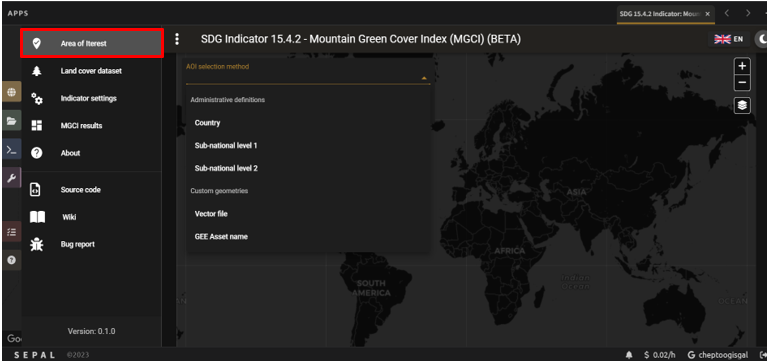 APPS
SDG 15.4.2 Indicator: Moun
Area of Iterest
SDG Indicator 15.4.2 - Mountain Green Cover Index (MGCI) (BETA)
EN
Land cover dataset
Indicator settings
MGCI results
About
Source code
Wiki
Bug report
Version: 0.1.0
AOI selection method
Administrative definitions
Country
Sub-national level 1
Sub-national level 2
Custom geometries
Vector file
GEE Asset name
ASIA
AFRICA
SOUTH
AMERICA
Indian
Ocean
OCEAN
Goo
SEPAL ©2023
$ 0.02/h
cheptoogisgal